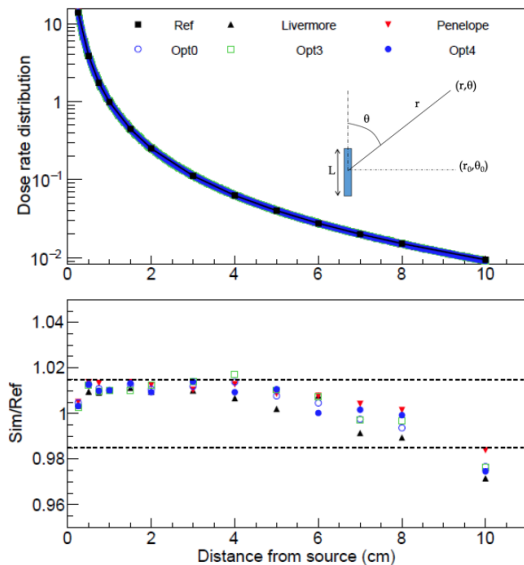 Ref Livermore Penelope
Opt0 Opt3 Opt4
Dose rate distribution
10
1
10⁻¹
10⁻²
θ
r
(r,θ)
L
(r₀,θ₀)
0 2 4 6 8 10
Sim/Ref
1.04
1.02
1
0.98
0.96
0 2 4 6 8 10
Distance from source (cm)